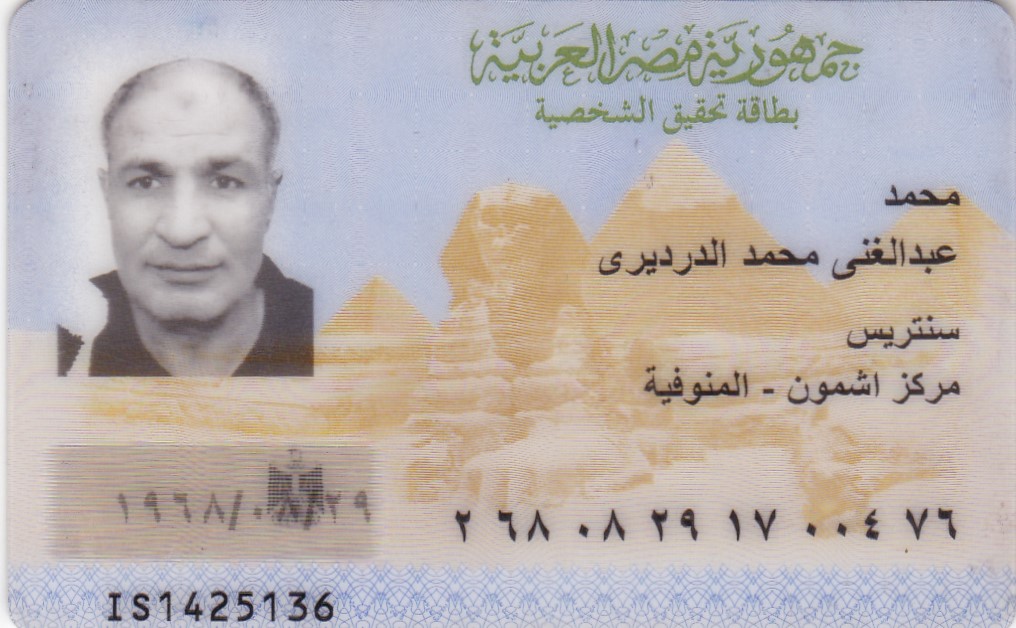 جمهورية مصر العربية
بطاقة تحقيق الشخصية
محمد
عبدالغنى محمد الدرديرى
سنتريس
مركز اشمون - المنوفية
١٩٦٨/٠٨/٢٩
٢ ٦٨ ٠٨ ٢٩ ١٧ ٠٠٤ ٧٦
IS1425136